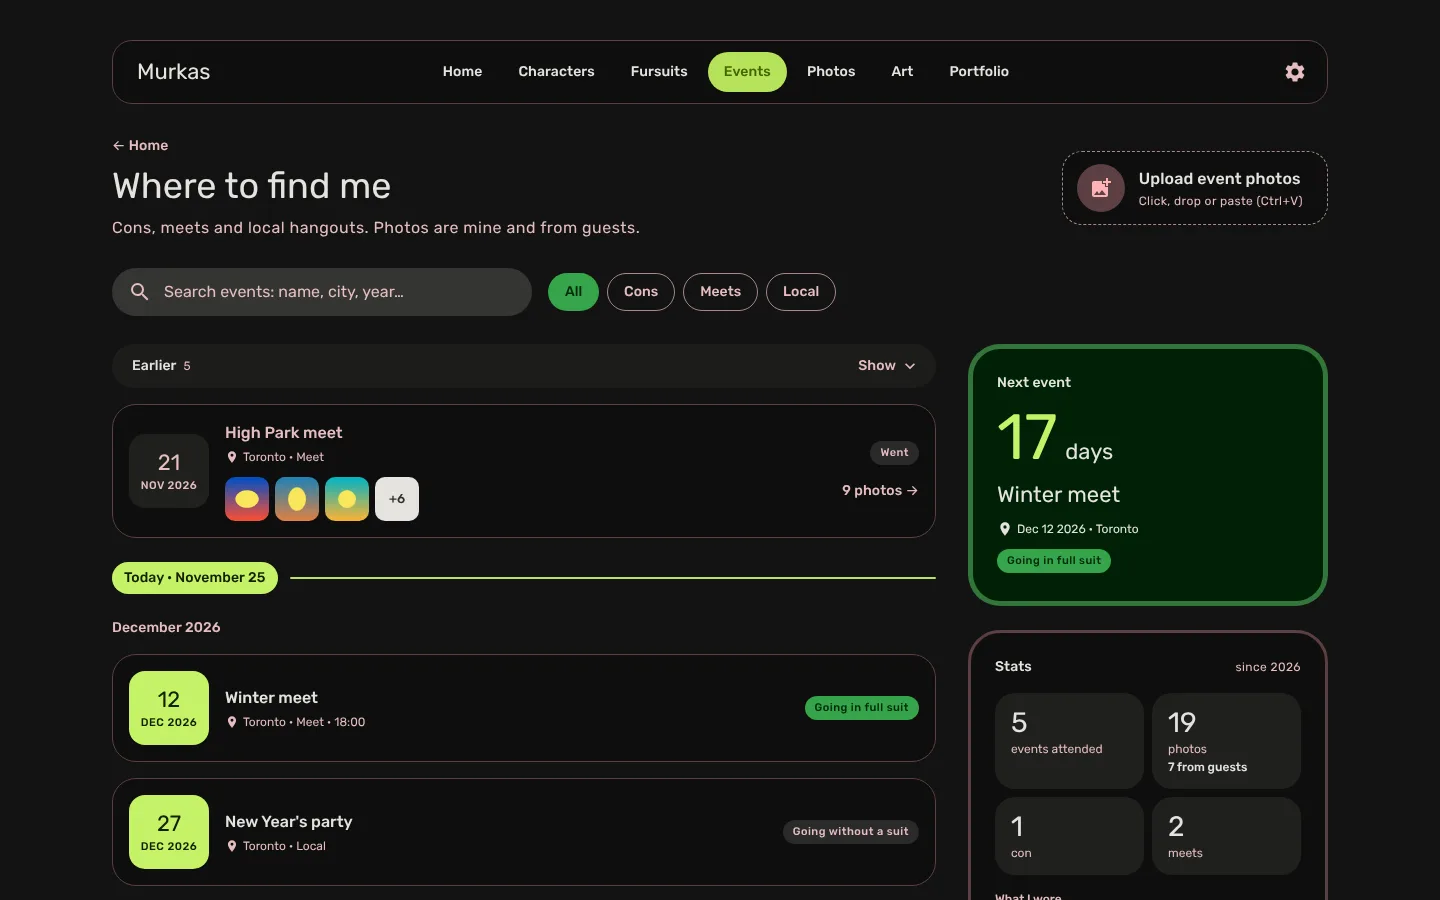 Murkas
Home
Characters
Fursuits
Events
Photos
Art
Portfolio
← Home
Where to find me
Cons, meets and local hangouts. Photos are mine and from guests.
Upload event photos
Click, drop or paste (Ctrl+V)
Search events: name, city, year…
All
Cons
Meets
Local
Earlier 5
Show
21
NOV 2026
High Park meet
Toronto • Meet
+6
Went
9 photos →
Today • November 25
December 2026
12
DEC 2026
Winter meet
Toronto • Meet • 18:00
Going in full suit
27
DEC 2026
New Year's party
Toronto • Local
Going without a suit
Next event
17 days
Winter meet
Dec 12 2026 • Toronto
Going in full suit
Stats
since 2026
5
events attended
19
photos
7 from guests
1
con
2
meets
What I wore